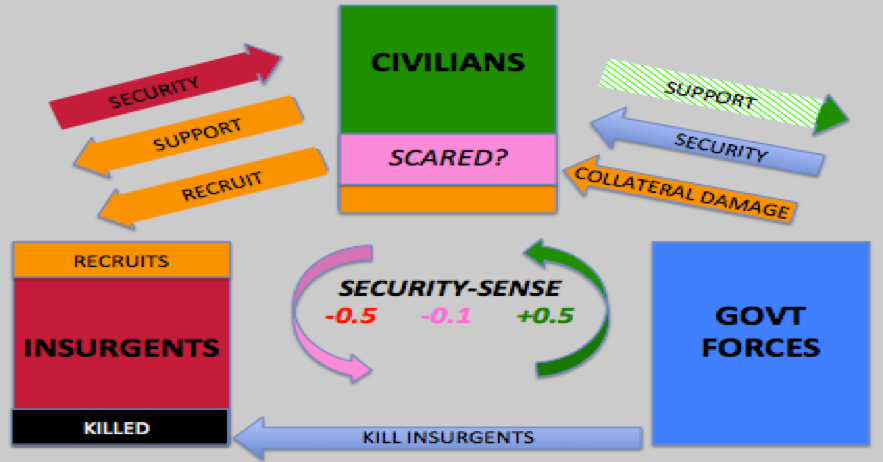 CIVILIANS
SCARED?
SECURITY
SUPPORT
RECRUIT
SUPPORT
SECURITY
COLLATERAL DAMAGE
RECRUITS
INSURGENTS
KILLED
SECURITY-SENSE
-0.5 -0.1 +0.5
GOVT
FORCES
KILL INSURGENTS